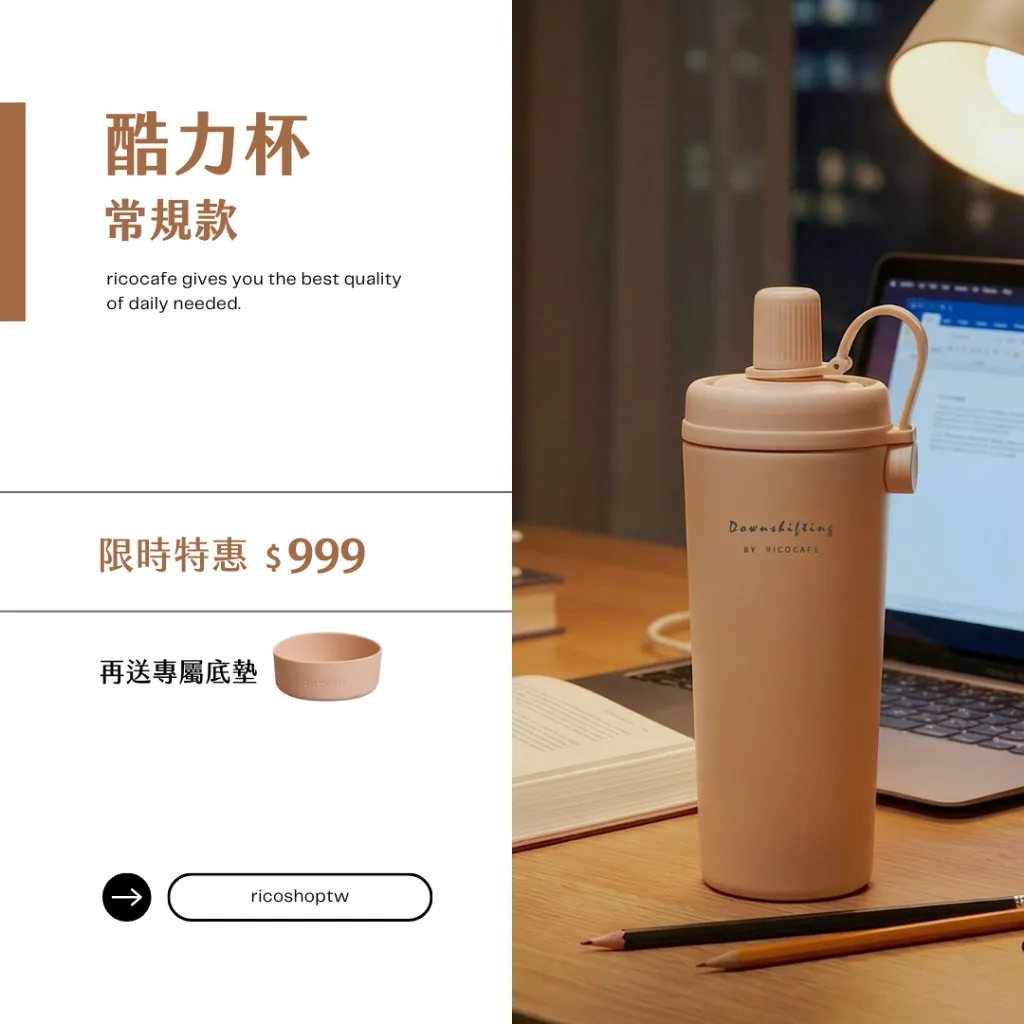 酷力杯
常規款
ricocafe gives you the best quality
of daily needed.
限時特惠 $999
再送專屬底墊
ricoshoptw
Downshifting
BY RICOCAFE